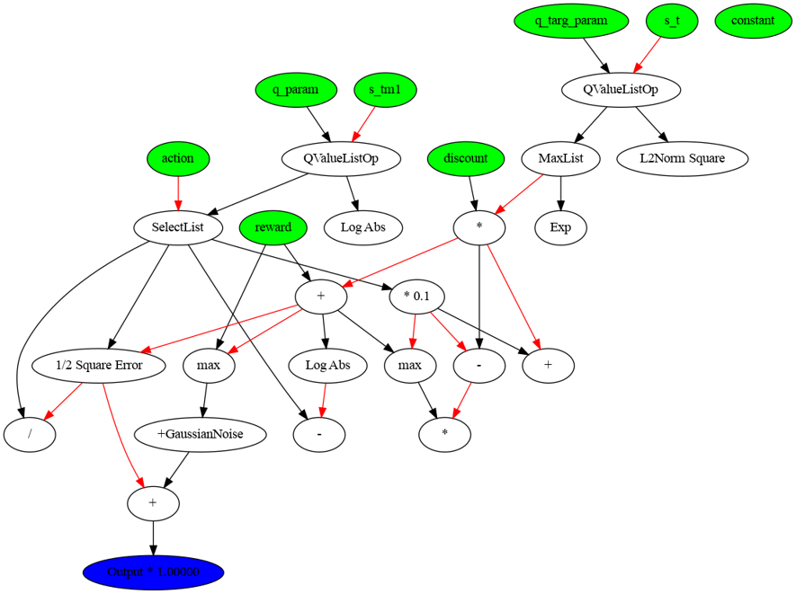 q_targ_param
s_t
constant
q_param
s_tm1
QValueListOp
action
QValueListOp
discount
MaxList
L2Norm Square
SelectList
reward
Log Abs
*
Exp
+
* 0.1
1/2 Square Error
max
Log Abs
max
-
+
/
+GaussianNoise
-
*
+
Output * 1.00000